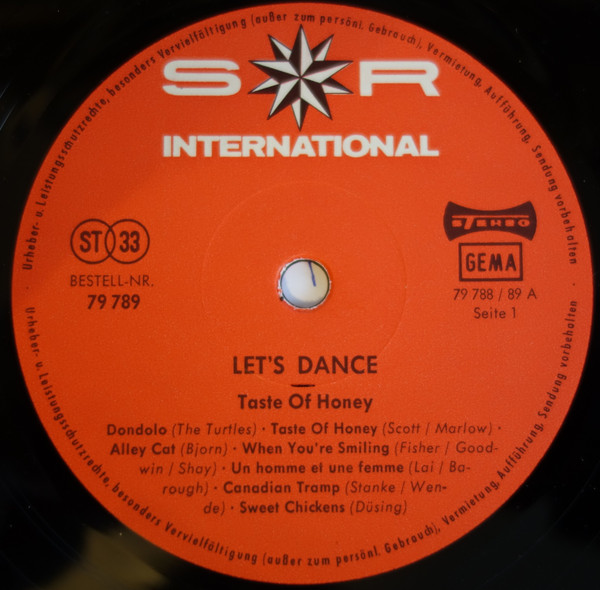 Urheber- u. Leistungsschutzrechte, besonders Vervielfältigung (außer zum persönl. Gebrauch), Vermietung, Aufführung, Sendung vorbehalten
S R
INTERNATIONAL
ST 33
BESTELL-NR.
79 789
STEREO
GEMA
79 788 / 89 A
Seite 1
LET'S DANCE
Taste Of Honey
Dondolo (The Turtles) · Taste Of Honey (Scott / Marlow) ·
Alley Cat (Bjorn) · When You're Smiling (Fisher / Good-
win / Shay) · Un homme et une femme (Lai / Ba-
rough) · Canadian Tramp (Stanke / Wen-
de) · Sweet Chickens (Düsing)
Urheber- u. Leistungsschutzrechte, besonders Vervielfältigung (außer zum persönl. Gebrauch), Vermietung, Aufführung, Sendung vorbehalten